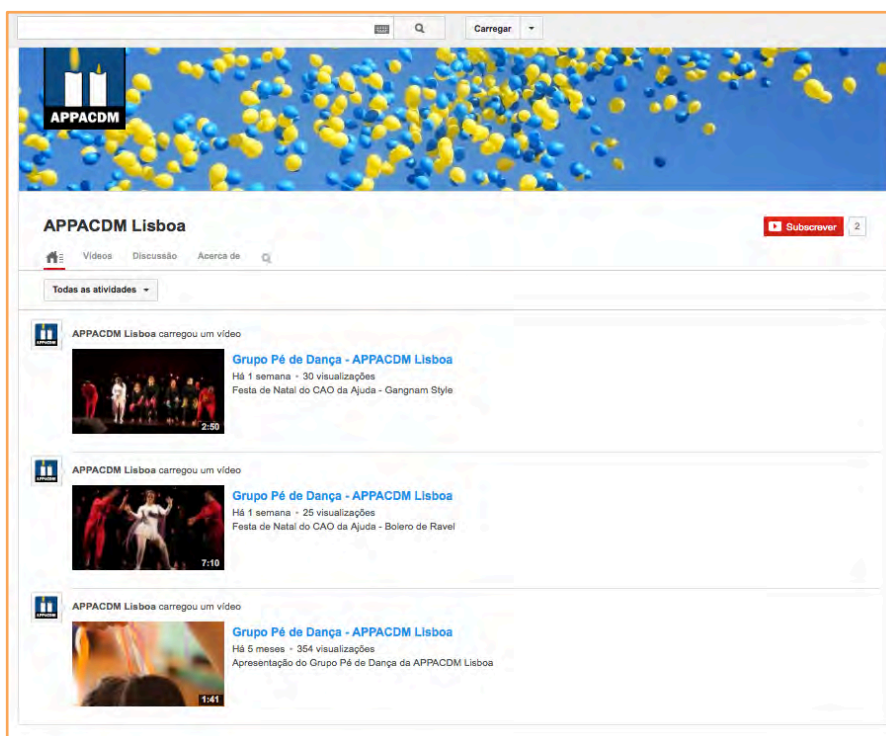 Carregar
APPACDM
APPACDM Lisboa
Subscrever 2
Vídeos Discussão Acerca de
Todas as atividades
APPACDM Lisboa carregou um vídeo
Grupo Pé de Dança - APPACDM Lisboa
Há 1 semana · 30 visualizações
Festa de Natal do CAO da Ajuda - Gangnam Style
2:50
APPACDM Lisboa carregou um vídeo
Grupo Pé de Dança - APPACDM Lisboa
Há 1 semana · 25 visualizações
Festa de Natal do CAO da Ajuda - Bolero de Ravel
7:10
APPACDM Lisboa carregou um vídeo
Grupo Pé de Dança - APPACDM Lisboa
Há 5 meses · 354 visualizações
Apresentação do Grupo Pé de Dança da APPACDM Lisboa
1:41